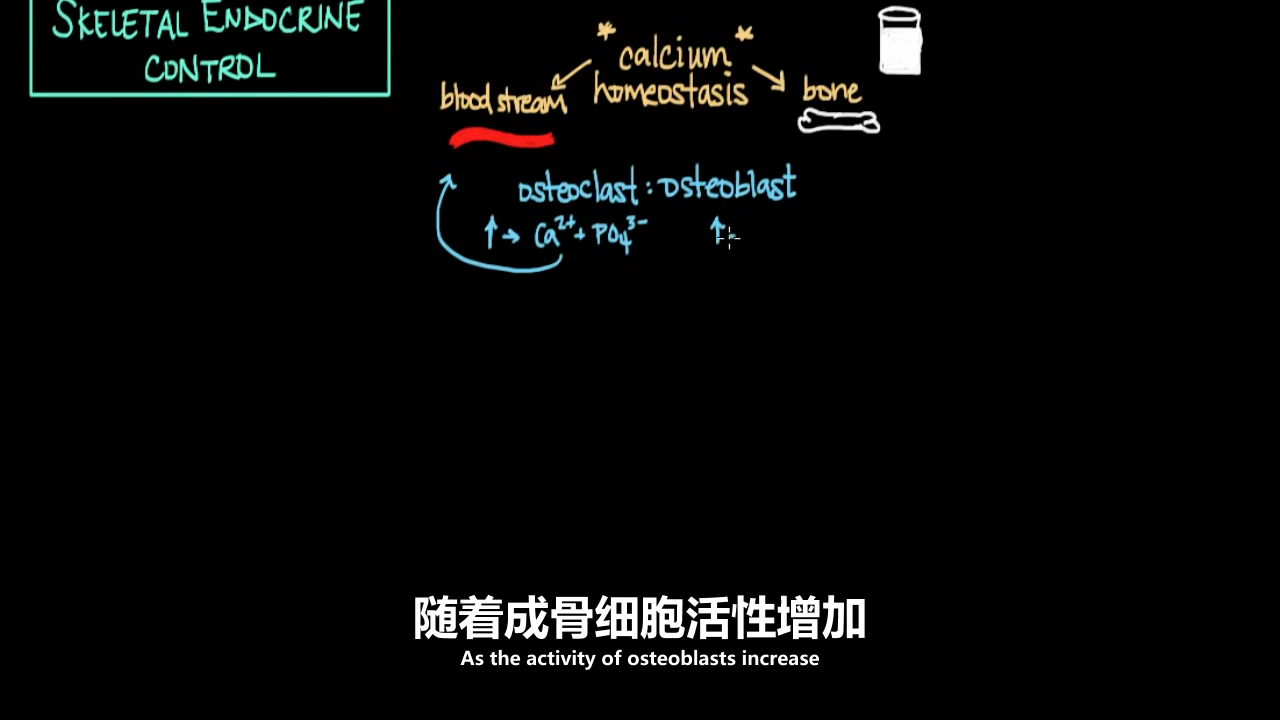 SKELETAL ENDOCRINE
CONTROL
* calcium *
homeostasis
blood stream
bone
osteoclast : osteoblast
↑ → Ca²⁺ + PO₄³⁻ ↑
随着成骨细胞活性增加
As the activity of osteoblasts increase